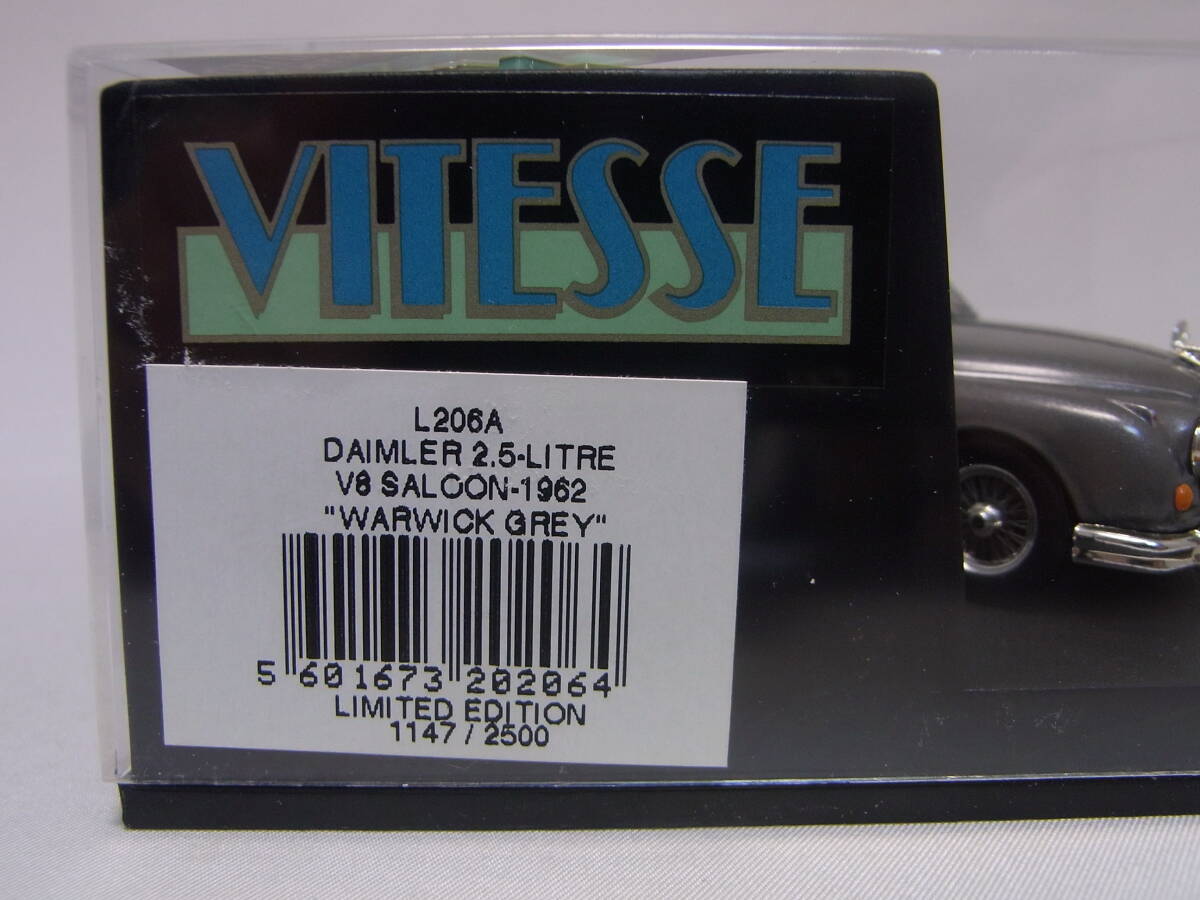 VITESSE
L206A
DAIMLER 2.5-LITRE
V8 SALOON-1962
"WARWICK GREY"
5 601673 202064
LIMITED EDITION
1147 / 2500